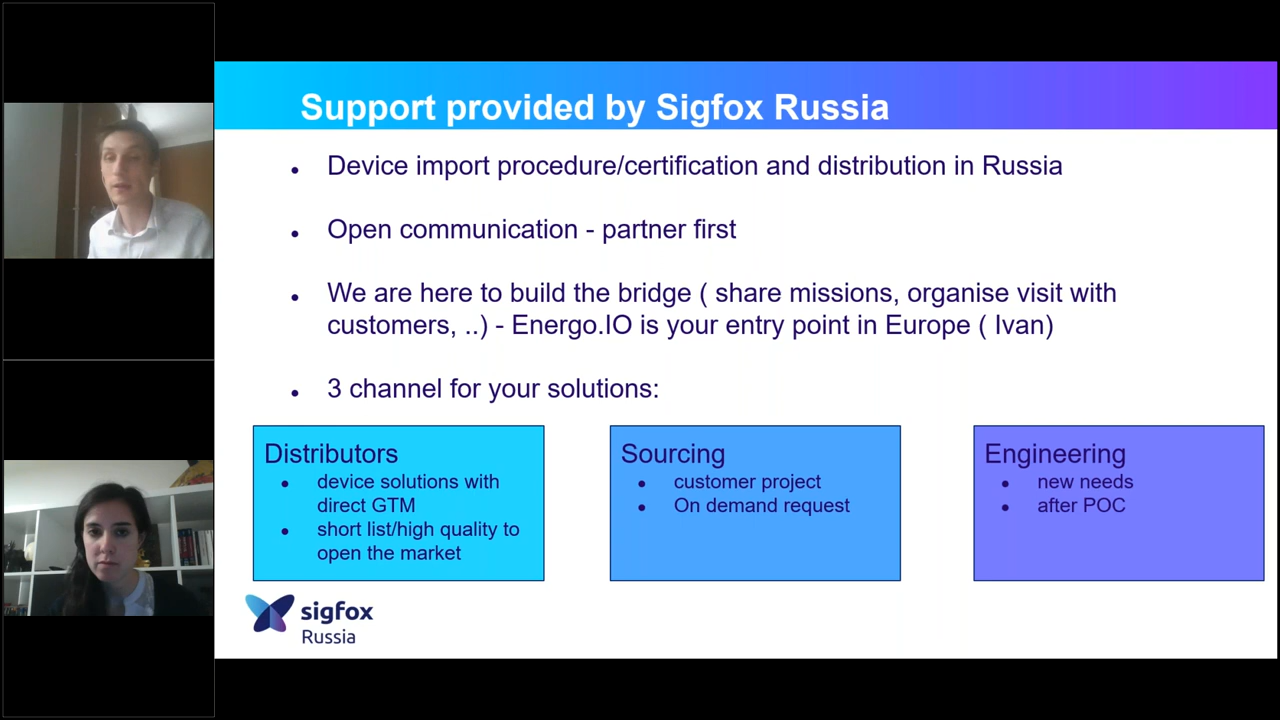 Support provided by Sigfox Russia
Device import procedure/certification and distribution in Russia
Open communication - partner first
We are here to build the bridge ( share missions, organise visit with
customers, ..) - Energo.IO is your entry point in Europe ( Ivan)
3 channel for your solutions:
Distributors
device solutions with
direct GTM
short list/high quality to
open the market
Sourcing
customer project
On demand request
Engineering
new needs
after POC
sigfox
Russia